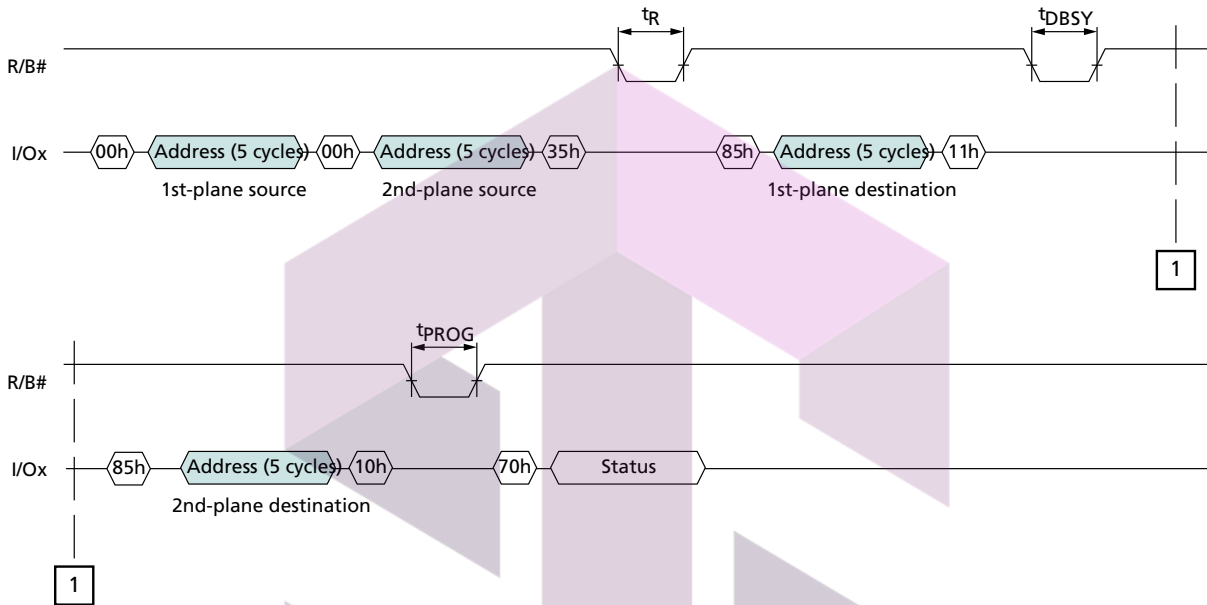 tR tDBSY
R/B#
I/Ox 00h Address (5 cycles) 00h Address (5 cycles) 35h 85h Address (5 cycles) 11h
1st-plane source 2nd-plane source 1st-plane destination
1
tPROG
R/B#
I/Ox 85h Address (5 cycles) 10h 70h Status
2nd-plane destination
1